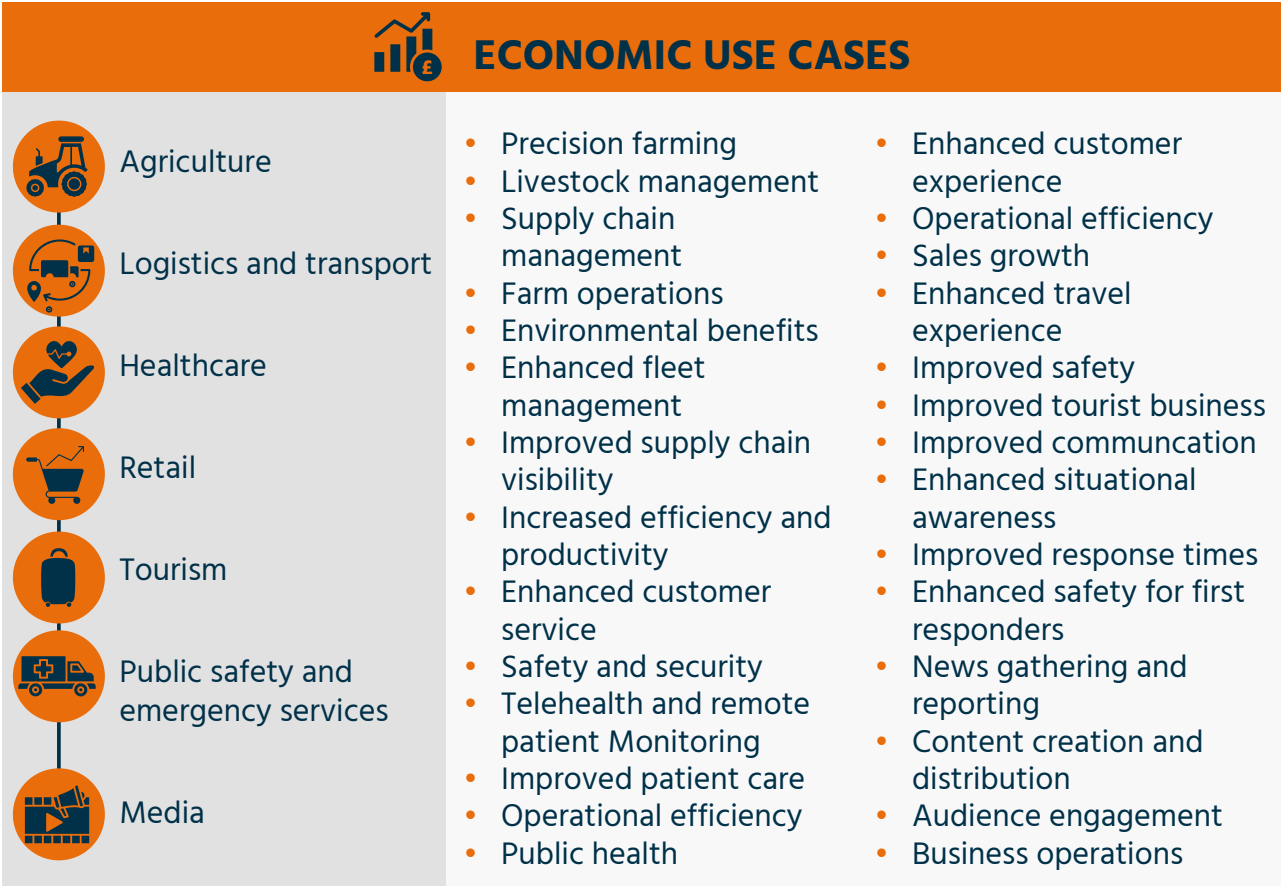 £
ECONOMIC USE CASES
Agriculture
Logistics and transport
Healthcare
Retail
Tourism
Public safety and
emergency services
Media
• Precision farming
• Livestock management
• Supply chain
management
• Farm operations
• Environmental benefits
• Enhanced fleet
management
• Improved supply chain
visibility
• Increased efficiency and
productivity
• Enhanced customer
service
• Safety and security
• Telehealth and remote
patient Monitoring
• Improved patient care
• Operational efficiency
• Public health
• Enhanced customer
experience
• Operational efficiency
• Sales growth
• Enhanced travel
experience
• Improved safety
• Improved tourist business
• Improved communcation
• Enhanced situational
awareness
• Improved response times
• Enhanced safety for first
responders
• News gathering and
reporting
• Content creation and
distribution
• Audience engagement
• Business operations